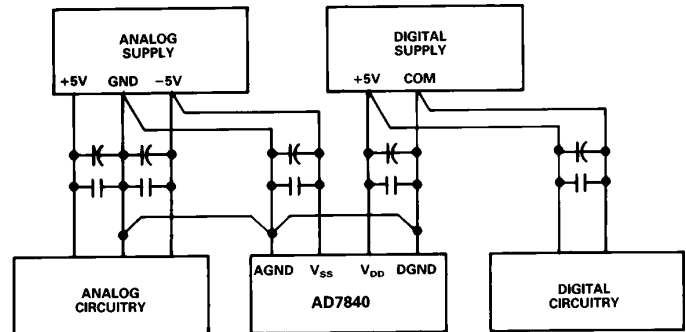 ANALOG
SUPPLY
+5V GND −5V
DIGITAL
SUPPLY
+5V COM
ANALOG
CIRCUITRY
AGND VSS VDD DGND
AD7840
DIGITAL
CIRCUITRY